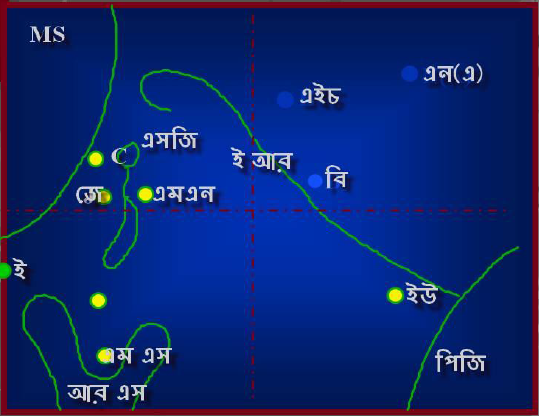 MS
এন(এ)
এইচ
এসজি
C
ই আর
বি
জে
এমএন
ই
ইউ
এম এস
পিজি
আর এস